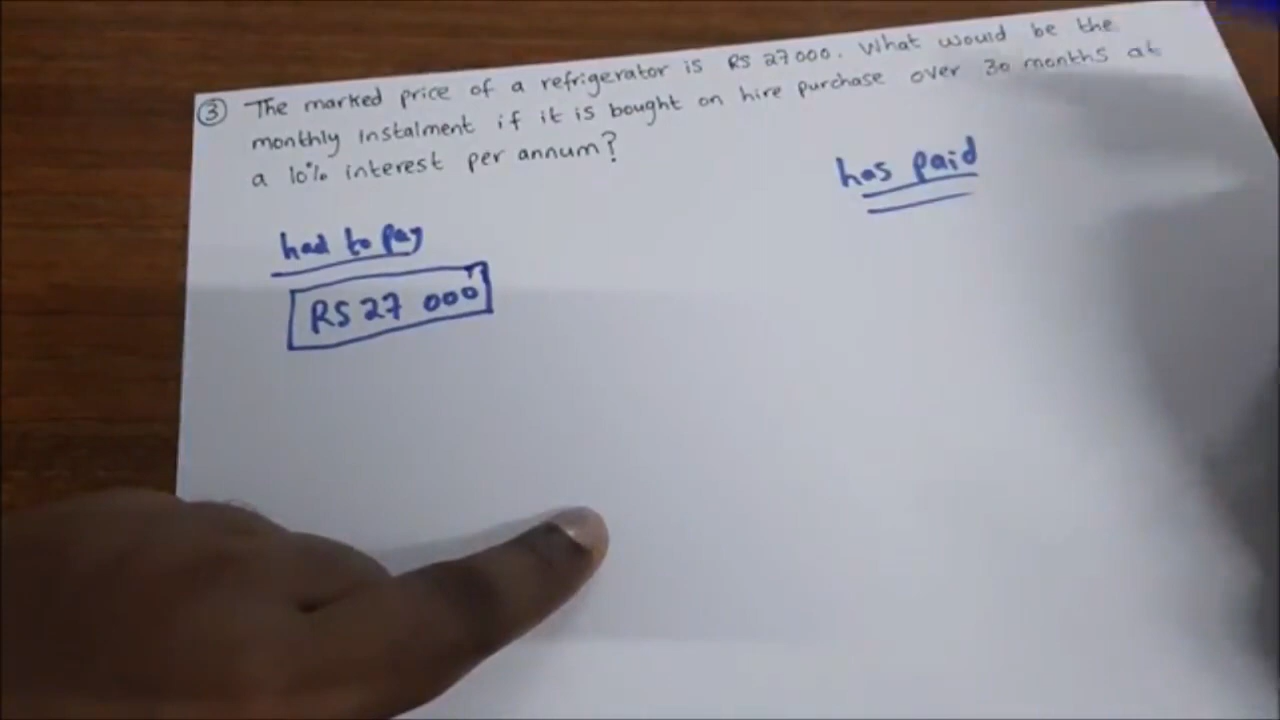 ③ The marked price of a refrigerator is RS 27000. What would be the
monthly instalment if it is bought on hire purchase over 30 months at
a 10% interest per annum?
has paid
had to pay
RS 27 000